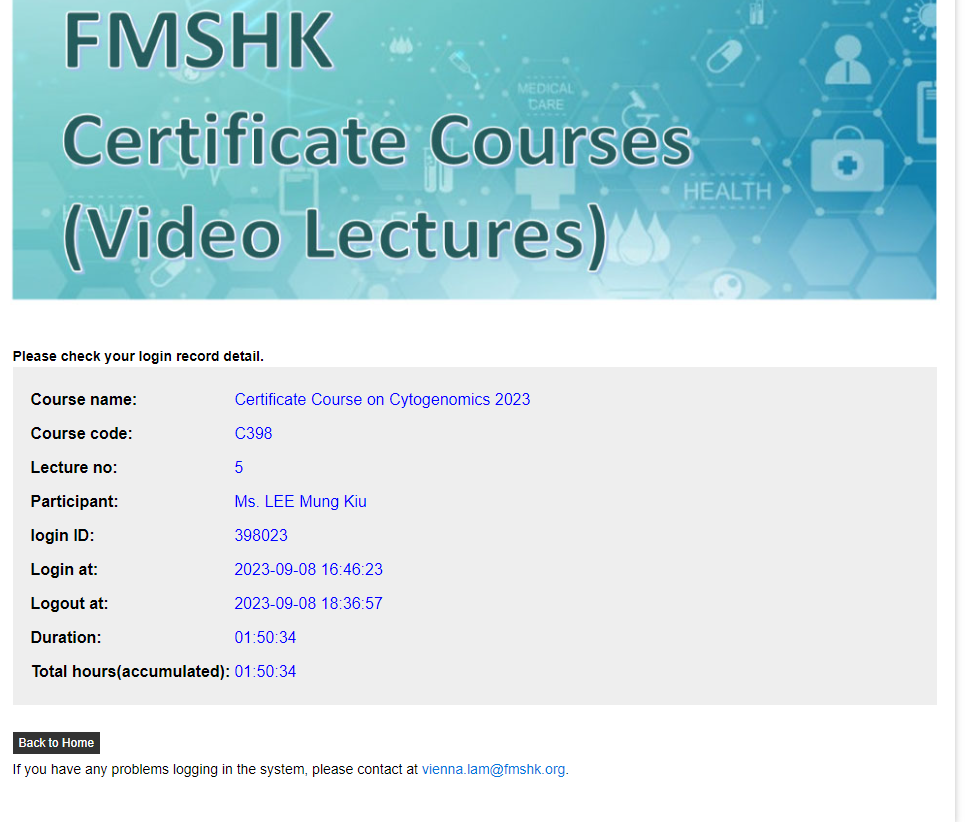 FMSHK
MEDICAL
CARE
Certificate Courses
HEALTH
(Video Lectures)
Please check your login record detail.
Course name: Certificate Course on Cytogenomics 2023
Course code: C398
Lecture no: 5
Participant: Ms. LEE Mung Kiu
login ID: 398023
Login at: 2023-09-08 16:46:23
Logout at: 2023-09-08 18:36:57
Duration: 01:50:34
Total hours(accumulated): 01:50:34
Back to Home
If you have any problems logging in the system, please contact at vienna.lam@fmshk.org.